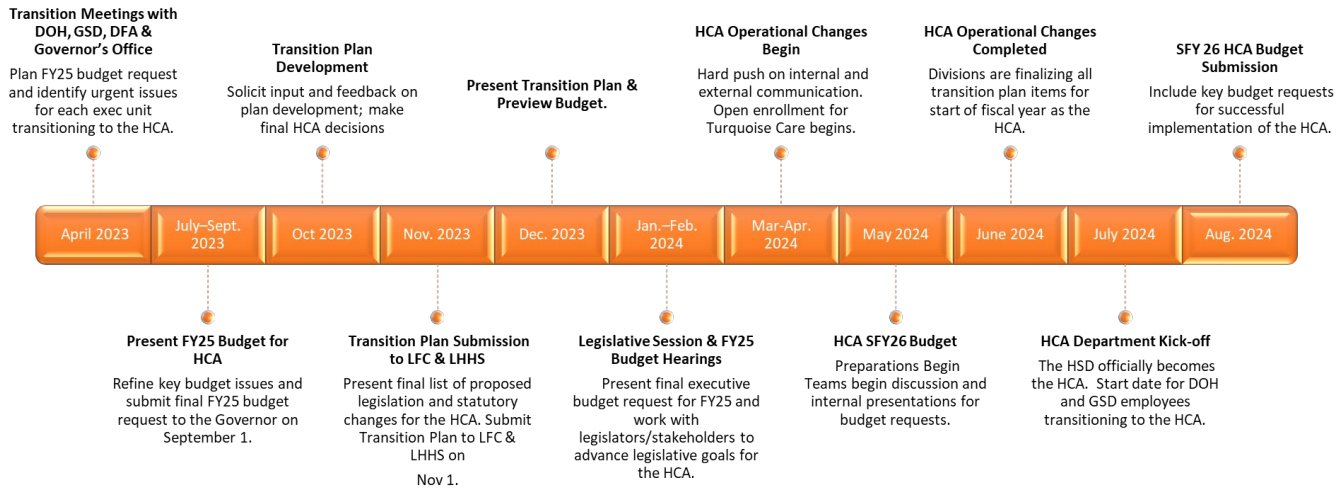 Transition Meetings with
DOH, GSD, DFA &
Governor's Office
Plan FY25 budget request
and identify urgent issues
for each exec unit
transitioning to the HCA.
Transition Plan
Development
Solicit input and feedback on
plan development; make
final HCA decisions
Present Transition Plan &
Preview Budget.
HCA Operational Changes
Begin
Hard push on internal and
external communication.
Open enrollment for
Turquoise Care begins.
HCA Operational Changes
Completed
Divisions are finalizing all
transition plan items for
start of fiscal year as the
HCA.
SFY 26 HCA Budget
Submission
Include key budget requests
for successful
implementation of the HCA.
April 2023
July–Sept.
2023
Oct 2023
Nov. 2023
Dec. 2023
Jan.–Feb.
2024
Mar-Apr.
2024
May 2024
June 2024
July 2024
Aug. 2024
Present FY25 Budget for
HCA
Refine key budget issues and
submit final FY25 budget
request to the Governor on
September 1.
Transition Plan Submission
to LFC & LHHS
Present final list of proposed
legislation and statutory
changes for the HCA. Submit
Transition Plan to LFC &
LHHS on
Nov 1.
Legislative Session & FY25
Budget Hearings
Present final executive
budget request for FY25 and
work with
legislators/stakeholders to
advance legislative goals for
the HCA.
HCA SFY26 Budget
Preparations Begin
Teams begin discussion and
internal presentations for
budget requests.
HCA Department Kick-off
The HSD officially becomes
the HCA.  Start date for DOH
and GSD employees
transitioning to the HCA.